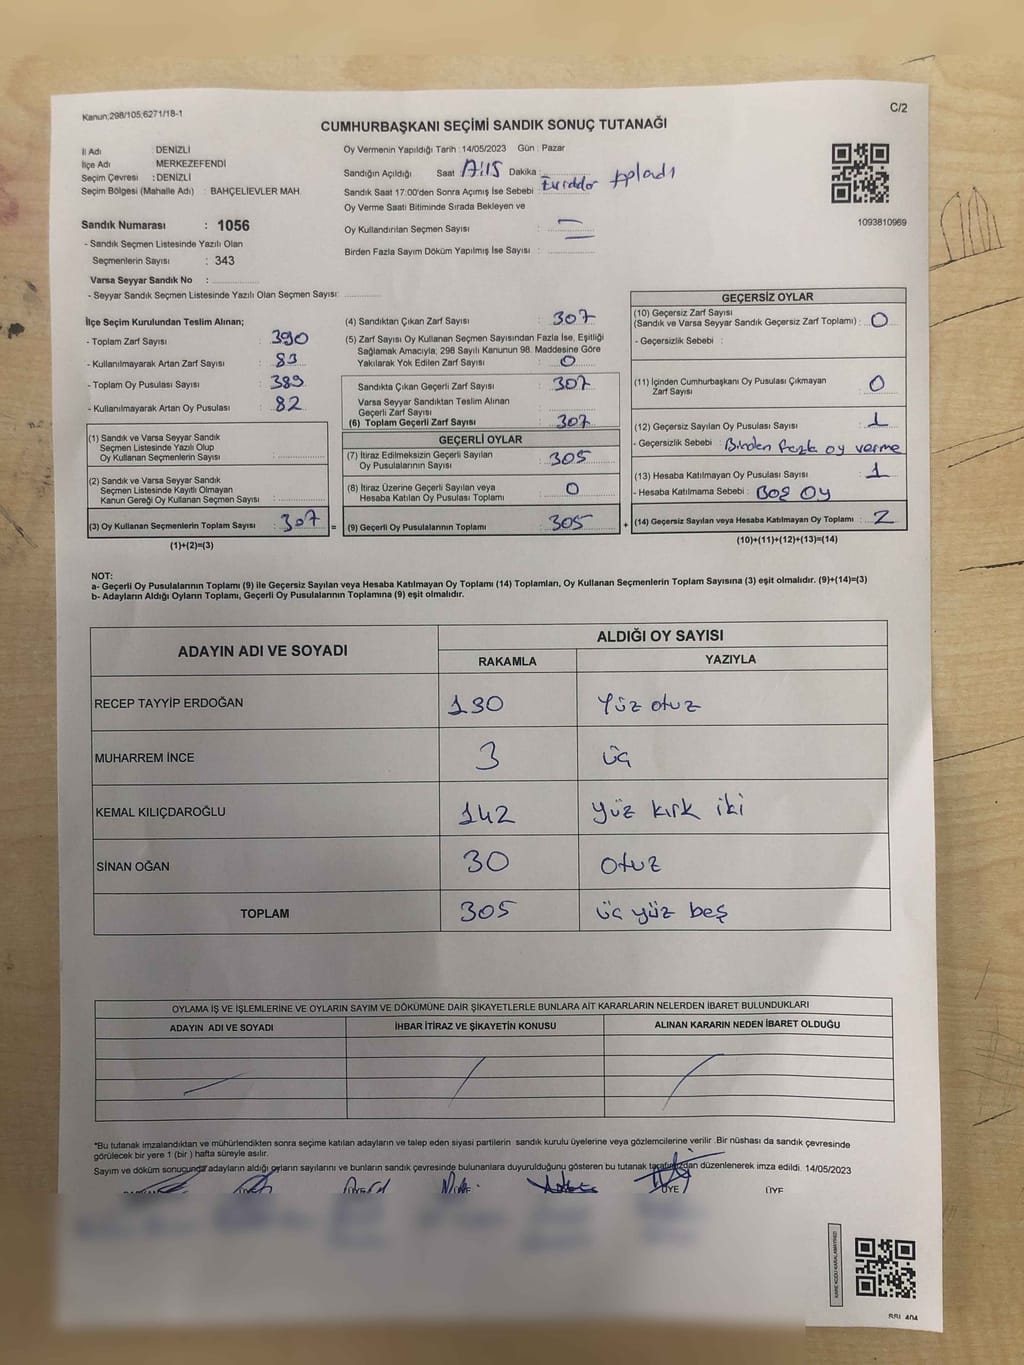 Kanun;298/105;6271/18-1
C/2
CUMHURBAŞKANI SEÇİMİ SANDIK SONUÇ TUTANAĞI
İl Adı : DENİZLİ
İlçe Adı MERKEZEFENDİ
Seçim Çevresi : DENİZLİ
Seçim Bölgesi (Mahalle Adı) : BAHÇELİEVLER MAH.
Oy Vermenin Yapıldığı Tarih : 14/05/2023 Gün : Pazar
Sandığın Açıldığı Saat 17:15 Dakika :
Sandık Saat 17:00'den Sonra Açımış İse Sebebi : toplandı
Oy Verme Saati Bitiminde Sırada Bekleyen ve
Oy Kullandırılan Seçmen Sayısı :
Birden Fazla Sayım Döküm Yapılmış İse Sayısı :
1093810969
Sandık Numarası : 1056
- Sandık Seçmen Listesinde Yazılı Olan
Seçmenlerin Sayısı : 343
Varsa Seyyar Sandık No :
- Seyyar Sandık Seçmen Listesinde Yazılı Olan Seçmen Sayısı:
İlçe Seçim Kurulundan Teslim Alınan;
- Toplam Zarf Sayısı : 390
- Kullanılmayarak Artan Zarf Sayısı : 83
- Toplam Oy Pusulası Sayısı : 389
- Kullanılmayarak Artan Oy Pusulası : 82
(1) Sandık ve Varsa Seyyar Sandık
Seçmen Listesinde Yazılı Olup
Oy Kullanan Seçmenlerin Sayısı :
(2) Sandık ve Varsa Seyyar Sandık
Seçmen Listesinde Kayıtlı Olmayan
Kanun Gereği Oy Kullanan Seçmen Sayısı :
(3) Oy Kullanan Seçmenlerin Toplam Sayısı : 307 =
(1)+(2)=(3)
(4) Sandıktan Çıkan Zarf Sayısı : 307
(5) Zarf Sayısı Oy Kullanan Seçmen Sayısından Fazla İse, Eşitliği
Sağlamak Amacıyla; 298 Sayılı Kanunun 98. Maddesine Göre
Yakılarak Yok Edilen Zarf Sayısı : 0
Sandıkta Çıkan Geçerli Zarf Sayısı : 307
Varsa Seyyar Sandıktan Teslim Alınan
Geçerli Zarf Sayısı :
(6) Toplam Geçerli Zarf Sayısı : 307
GEÇERLİ OYLAR
(7) İtiraz Edilmeksizin Geçerli Sayılan
Oy Pusulalarının Sayısı : 305
(8) İtiraz Üzerine Geçerli Sayılan veya
Hesaba Katılan Oy Pusulası Toplamı : 0
(9) Geçerli Oy Pusulalarının Toplamı : 305 +
GEÇERSİZ OYLAR
(10) Geçersiz Zarf Sayısı
(Sandık ve Varsa Seyyar Sandık Geçersiz Zarf Toplamı) : 0
- Geçersizlik Sebebi :
(11) İçinden Cumhurbaşkanı Oy Pusulası Çıkmayan
Zarf Sayısı : 0
(12) Geçersiz Sayılan Oy Pusulası Sayısı : 1
- Geçersizlik Sebebi : Birden fazla oy verme
(13) Hesaba Katılmayan Oy Pusulası Sayısı : 1
- Hesaba Katılmama Sebebi : Boş Oy
(14) Geçersiz Sayılan veya Hesaba Katılmayan Oy Toplamı : 2
(10)+(11)+(12)+(13)=(14)
NOT:
a- Geçerli Oy Pusulalarının Toplamı (9) ile Geçersiz Sayılan veya Hesaba Katılmayan Oy Toplamı (14) Toplamları, Oy Kullanan Seçmenlerin Toplam Sayısına (3) eşit olmalıdır. (9)+(14)=(3)
b- Adayların Aldığı Oyların Toplamı, Geçerli Oy Pusulalarının Toplamına (9) eşit olmalıdır.
ADAYIN ADI VE SOYADI ALDIĞI OY SAYISI
RAKAMLA YAZIYLA
RECEP TAYYİP ERDOĞAN 130 Yüz otuz
MUHARREM İNCE 3 üç
KEMAL KILIÇDAROĞLU 142 yüz kırk iki
SİNAN OĞAN 30 otuz
TOPLAM 305 üç yüz beş
OYLAMA İŞ VE İŞLEMLERİNE VE OYLARIN SAYIM VE DÖKÜMÜNE DAİR ŞİKAYETLERLE BUNLARA AİT KARARLARIN NELERDEN İBARET BULUNDUKLARI
ADAYIN ADI VE SOYADI İHBAR İTİRAZ VE ŞİKAYETİN KONUSU ALINAN KARARIN NEDEN İBARET OLDUĞU
*Bu tutanak imzalandıktan ve mühürlendikten sonra seçime katılan adayların ve talep eden siyasi partilerin sandık kurulu üyelerine veya gözlemcilerine verilir. Bir nüshası da sandık çevresinde
görülecek bir yere 1 (bir ) hafta süreyle asılır.
Sayım ve döküm sonucunda adayların aldığı oyların sayılarını ve bunların sandık çevresinde bulunanlara duyurulduğunu gösteren bu tutanak tarafımızdan düzenlenerek imza edildi. 14/05/2023
ÜYE ÜYE